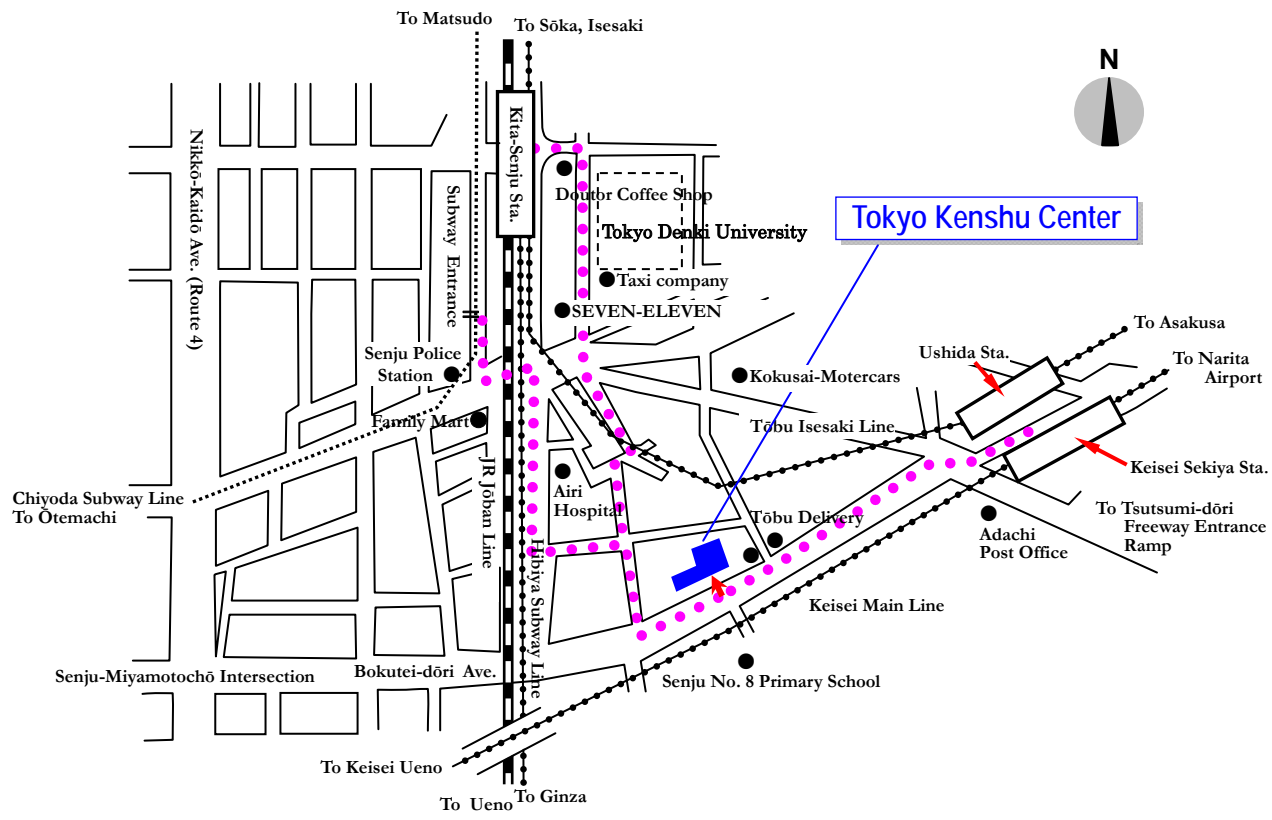 To Matsudo
To Sōka, Isesaki
N
Kita-Senju Sta.
Nikkō-Kaidō Ave. (Route 4)
Subway Entrance
Doutor Coffee Shop
Tokyo Denki University
Tokyo Kenshu Center
Taxi company
SEVEN-ELEVEN
To Asakusa
Senju Police
Station
Ushida Sta.
To Narita
Airport
Kokusai-Motercars
Family Mart
Tōbu Isesaki Line
Keisei Sekiya Sta.
JR Jōban Line
Airi
Hospital
Chiyoda Subway Line
To Ōtemachi
Tōbu Delivery
To Tsutsumi-dōri
Freeway Entrance
Ramp
Adachi
Post Office
Hibiya Subway Line
Keisei Main Line
Senju-Miyamotochō Intersection
Bokutei-dōri Ave.
Senju No. 8 Primary School
To Keisei Ueno
To Ueno
To Ginza